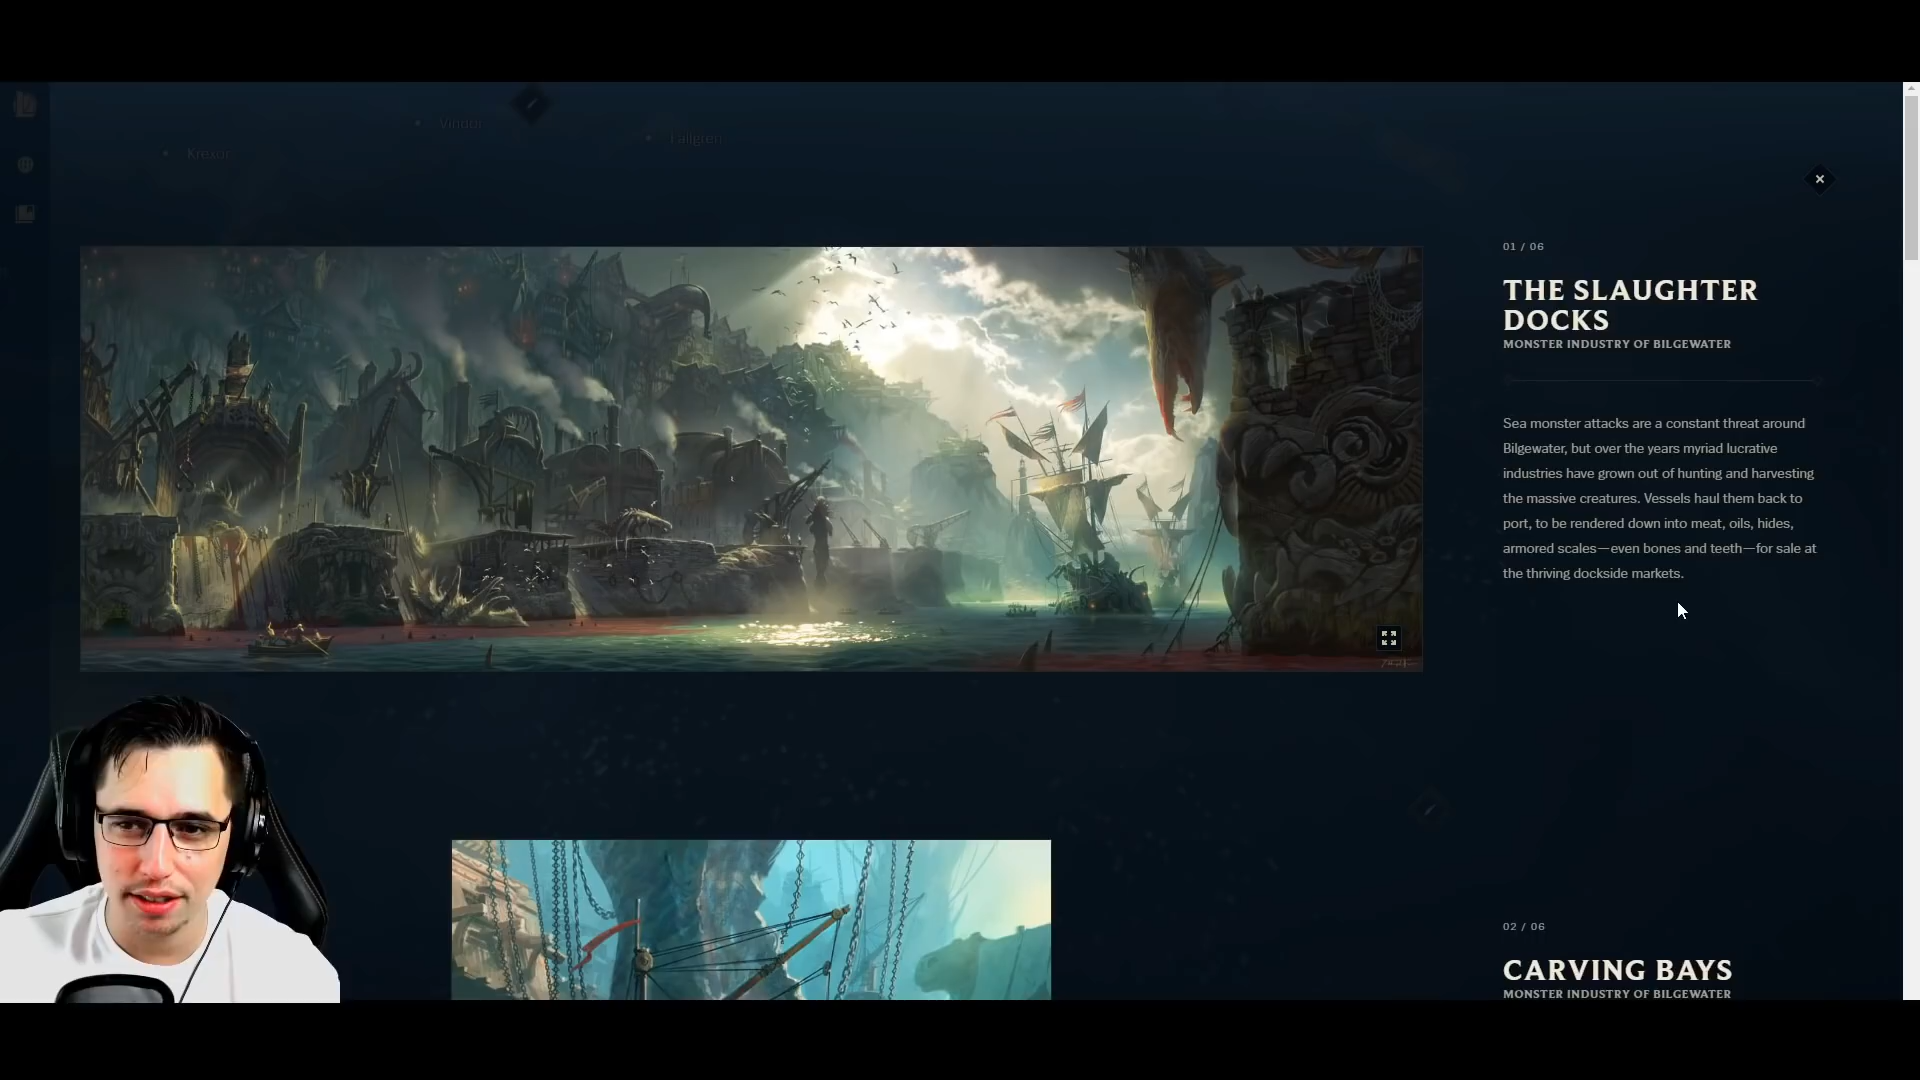 Vindor
Fallgren
Krexor
01 / 06
THE SLAUGHTER
DOCKS
MONSTER INDUSTRY OF BILGEWATER
Sea monster attacks are a constant threat around
Bilgewater, but over the years myriad lucrative
industries have grown out of hunting and harvesting
the massive creatures. Vessels haul them back to
port, to be rendered down into meat, oils, hides,
armored scales—even bones and teeth—for sale at
the thriving dockside markets.
02 / 06
CARVING BAYS
MONSTER INDUSTRY OF BILGEWATER